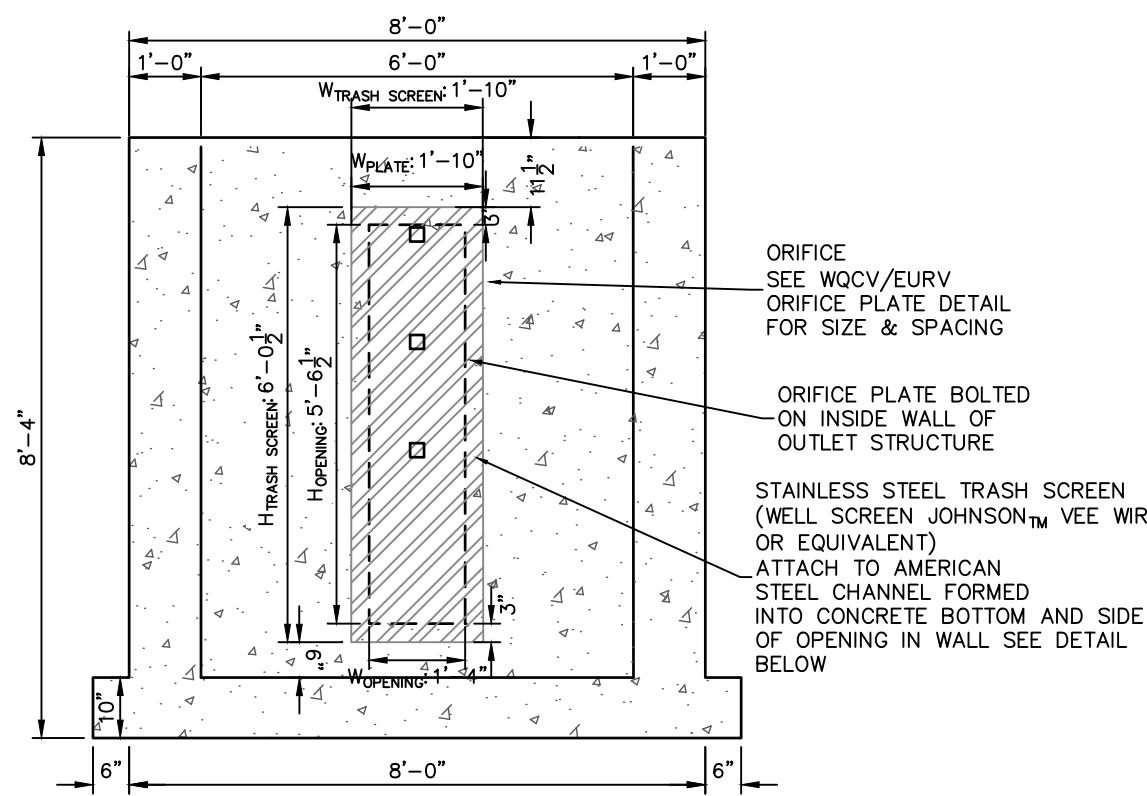 8'-0"
1'-0"
6'-0"
1'-0"
WTRASH SCREEN: 1'-10"
WPLATE: 1'-10"
11 1/2"
3"
ORIFICE
SEE WQCV/EURV
ORIFICE PLATE DETAIL
FOR SIZE & SPACING
HTRASH SCREEN: 6'-0 1/2"
HOPENING: 5'-6 1/2"
8'-4"
ORIFICE PLATE BOLTED
ON INSIDE WALL OF
OUTLET STRUCTURE
STAINLESS STEEL TRASH SCREEN
(WELL SCREEN JOHNSON™ VEE WIR
OR EQUIVALENT)
ATTACH TO AMERICAN
STEEL CHANNEL FORMED
INTO CONCRETE BOTTOM AND SIDE
OF OPENING IN WALL SEE DETAIL
BELOW
3"
6"
WOPENING: 1'-4"
10"
6"
8'-0"
6"